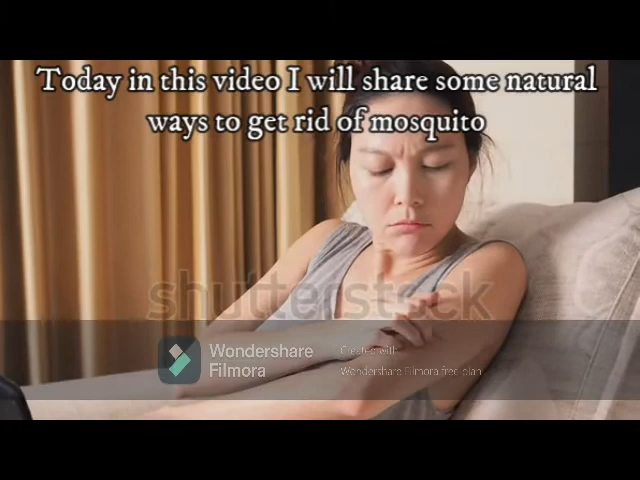 Today in this video I will share some natural
ways to get rid of mosquito
shutterstock
Wondershare
Filmora
Created with
Wondershare Filmora free plan